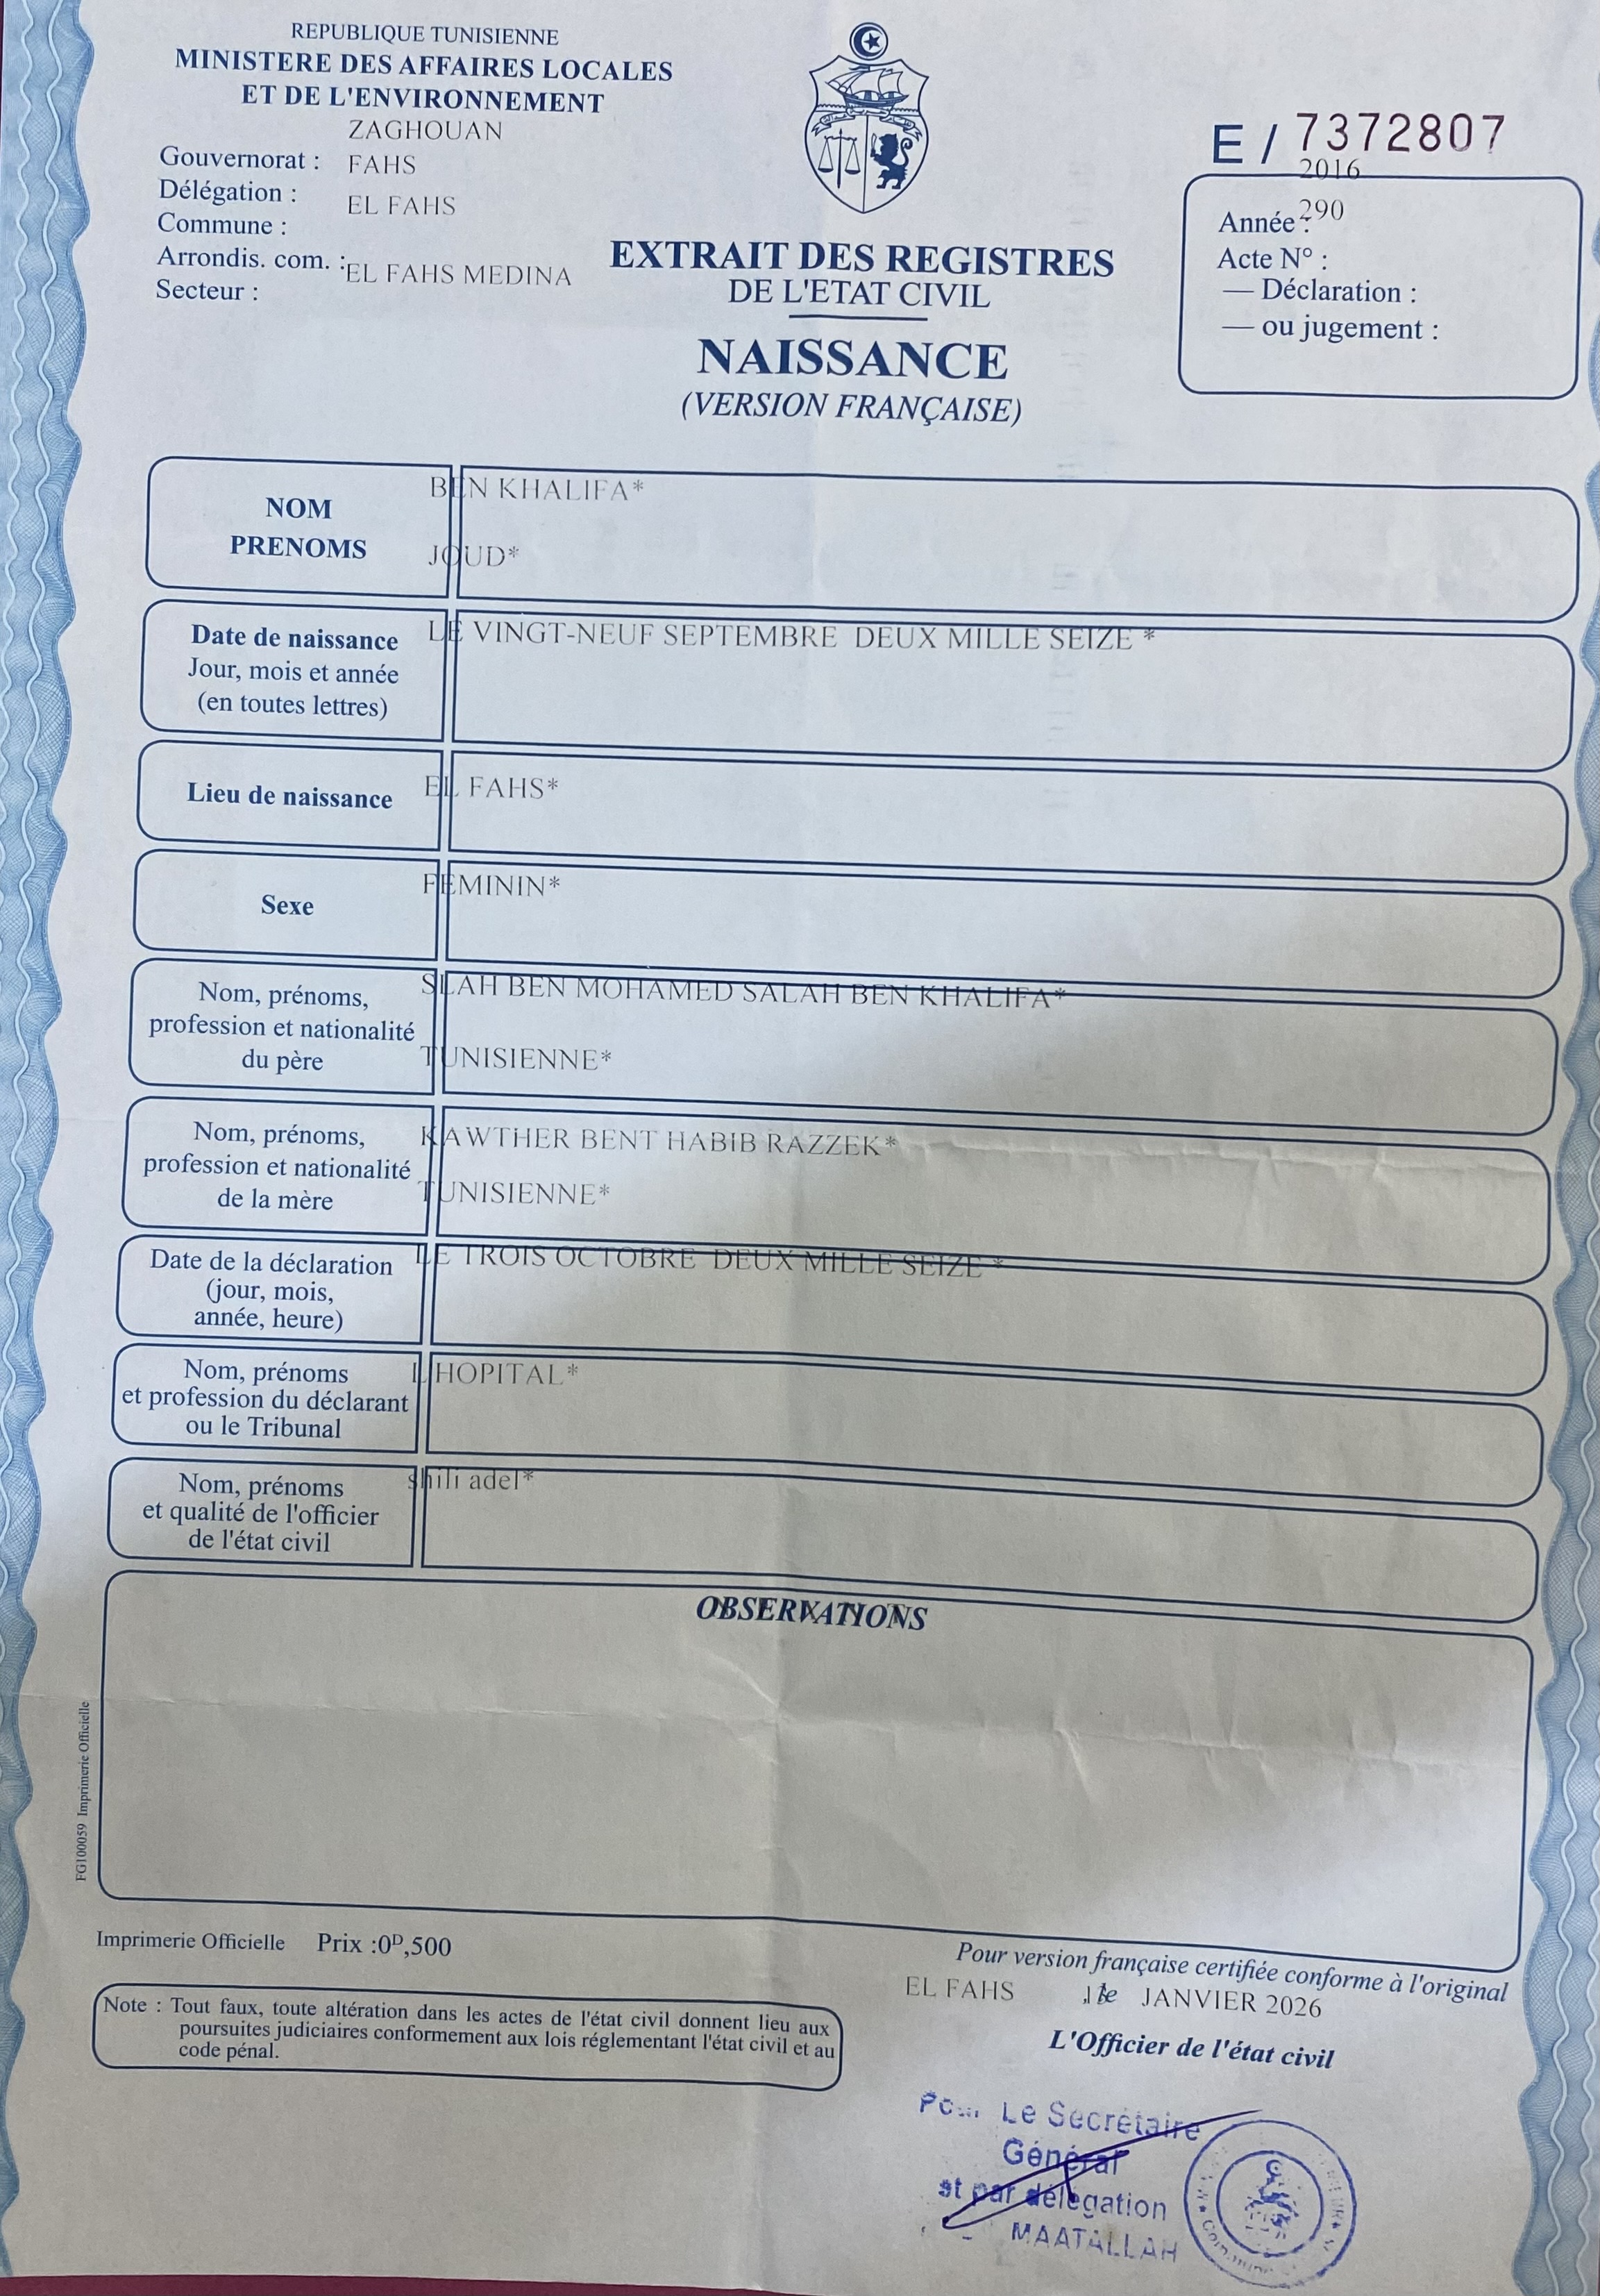 REPUBLIQUE TUNISIENNE
MINISTERE DES AFFAIRES LOCALES
ET DE L'ENVIRONNEMENT
ZAGHOUAN
Gouvernorat :
FAHS
Délégation :
EL FAHS
Commune :
Arrondis. com. :
EL FAHS MEDINA
Secteur :
E / 7372807
2016
Année :
290
Acte N° :
— Déclaration :
— ou jugement :
EXTRAIT DES REGISTRES
DE L'ETAT CIVIL
NAISSANCE
(VERSION FRANÇAISE)
NOM
PRENOMS
BEN KHALIFA*
JOUD*
Date de naissance
Jour, mois et année
(en toutes lettres)
LE VINGT-NEUF SEPTEMBRE DEUX MILLE SEIZE *
Lieu de naissance
EL FAHS*
Sexe
FEMININ*
Nom, prénoms,
profession et nationalité
du père
SLAH BEN MOHAMED SALAH BEN KHALIFA*
TUNISIENNE*
Nom, prénoms,
profession et nationalité
de la mère
KAWTHER BENT HABIB RAZZEK*
TUNISIENNE*
Date de la déclaration
(jour, mois,
année, heure)
LE TROIS OCTOBRE DEUX MILLE SEIZE *
Nom, prénoms
et profession du déclarant
ou le Tribunal
L'HOPITAL*
Nom, prénoms
et qualité de l'officier
de l'état civil
shili adel*
OBSERVATIONS
FG100059 Imprimerie Officielle
Imprimerie Officielle Prix :0ᴰ,500
Note : Tout faux, toute altération dans les actes de l'état civil donnent lieu aux
poursuites judiciaires conformement aux lois réglementant l'état civil et au
code pénal.
Pour version française certifiée conforme à l'original
EL FAHS le JANVIER 2026
L'Officier de l'état civil
Pour Le Secrétaire
Général
et par délégation
MAATALLAH